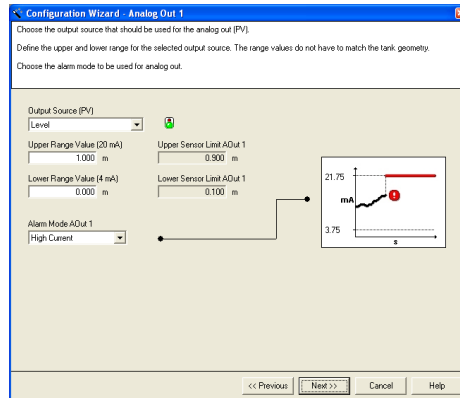 Configuration Wizard - Analog Out 1
Choose the output source that should be used for the analog out (PV).
Define the upper and lower range for the selected output source. The range values do not have to match the tank geometry.
Choose the alarm mode to be used for analog out.
Output Source (PV)
Level
Upper Range Value (20 mA) Upper Sensor Limit AOut 1
1.000 m 0.900 m
Lower Range Value (4 mA) Lower Sensor Limit AOut 1
0.000 m 0.100 m
21.75
mA
3.75
s
Alarm Mode AOut 1
High Current
<< Previous Next >> Cancel Help